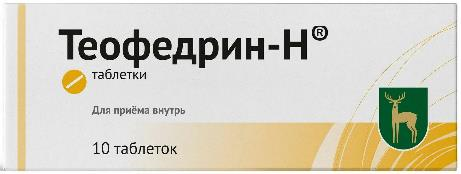 Теофедрин-Н®
таблетки
Для приёма внутрь
10 таблеток